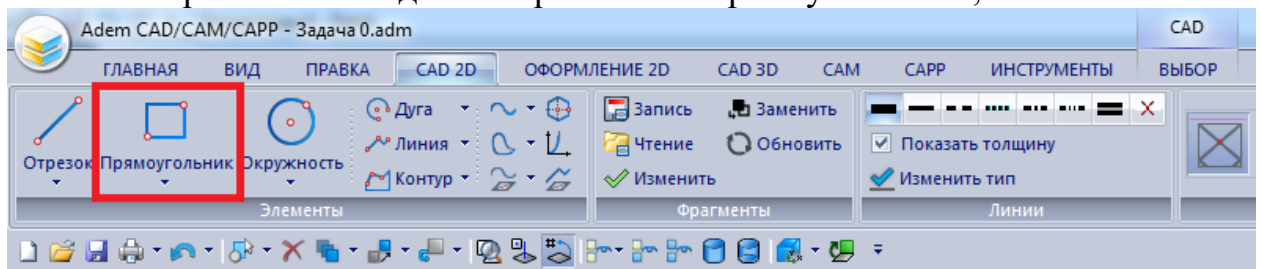 Adem CAD/CAM/CAPP - Задача 0.adm CAD
ГЛАВНАЯ ВИД ПРАВКА CAD 2D ОФОРМЛЕНИЕ 2D CAD 3D CAM CAPP ИНСТРУМЕНТЫ ВЫБОР
Отрезок Прямоугольник Окружность
Дуга
Линия
Контур
Элементы
Запись Заменить
Чтение Обновить
Изменить
Фрагменты
Показать толщину
Изменить тип
Линии